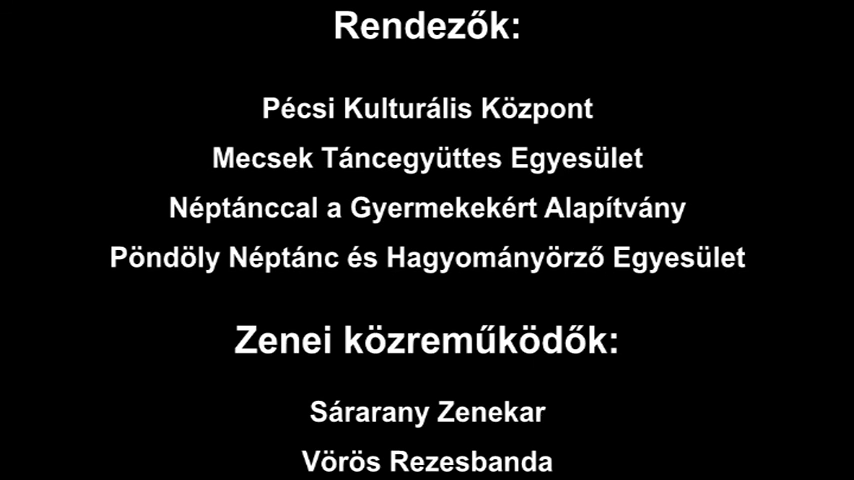 Rendezők:
Pécsi Kulturális Központ
Mecsek Táncegyüttes Egyesület
Néptánccal a Gyermekekért Alapítvány
Pöndöly Néptánc és Hagyományörző Egyesület
Zenei közreműködők:
Sárarany Zenekar
Vörös Rezesbanda